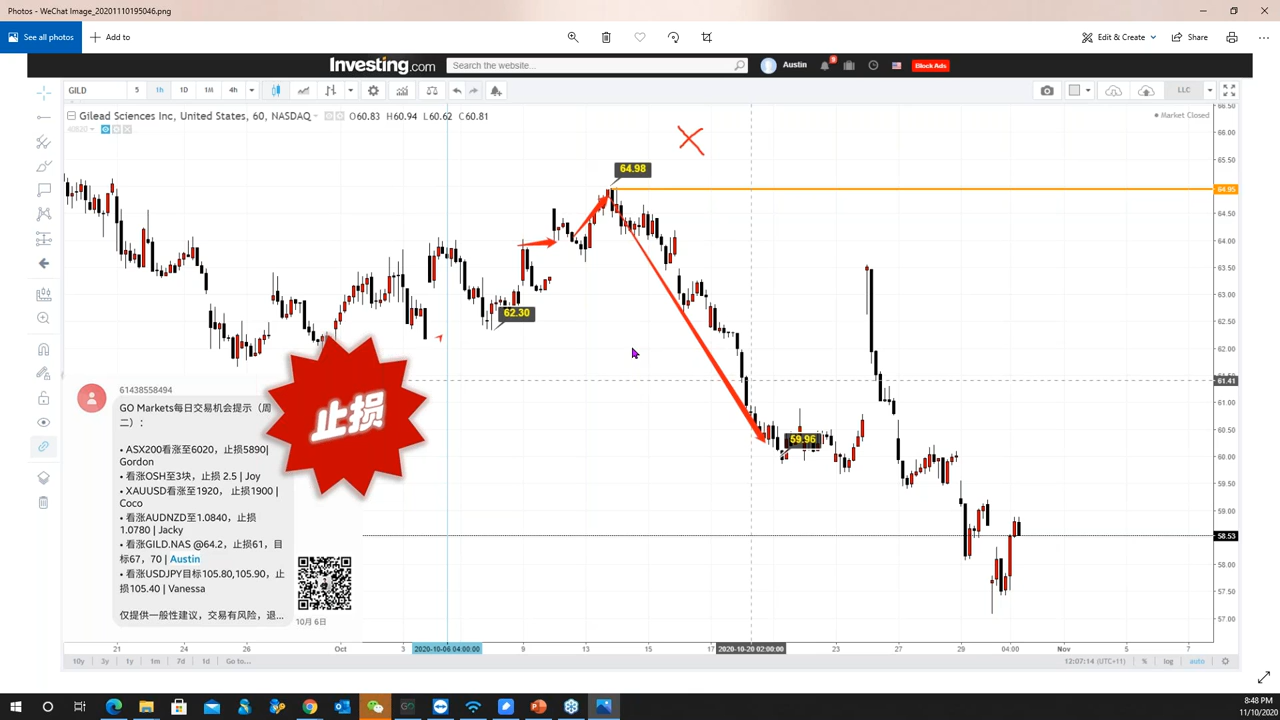 Photos - WeChat Image_20201110195046.png
See all photos
Add to
Edit & Create
Share
Investing.com
Search the website...
Austin
Block Ads
GILD
5
1h
1D
1M
4h
LLC
Gilead Sciences Inc, United States, 60, NASDAQ
O60.83 H60.94 L60.62 C60.81
Market Closed
66.50
66.00
65.50
64.95
64.50
64.00
63.50
63.00
62.50
62.00
61.41
61.00
60.50
60.00
59.50
59.00
58.53
58.00
57.50
57.00
64.98
62.30
59.96
止损
61438558494
GO Markets每日交易机会提示（周
二）：
• ASX200看涨至6020，止损5890|
Gordon
• 看涨OSH至3块，止损 2.5 | Joy
• XAUUSD看涨至1920， 止损1900 |
Coco
• 看涨AUDNZD至1.0840，止损
1.0780 | Jacky
• 看涨GILD.NAS @64.2，止损61，目
标67，70 | Austin
• 看涨USDJPY目标105.80,105.90，止
损105.40 | Vanessa
仅提供一般性建议，交易有风险，退...
10月 6日
21
24
26
Oct
3
2020-10-06 04:00:00
9
13
15
17
2020-10-20 02:00:00
23
27
29
04:00
Nov
5
7
10y
3y
1y
1m
7d
1d
Go to...
12:07:14 (UTC+11)
%
log
auto
8:48 PM
11/10/2020